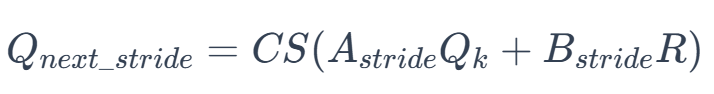 Q_{next\_stride} = CS(A_{stride}Q_k + B_{stride}R)